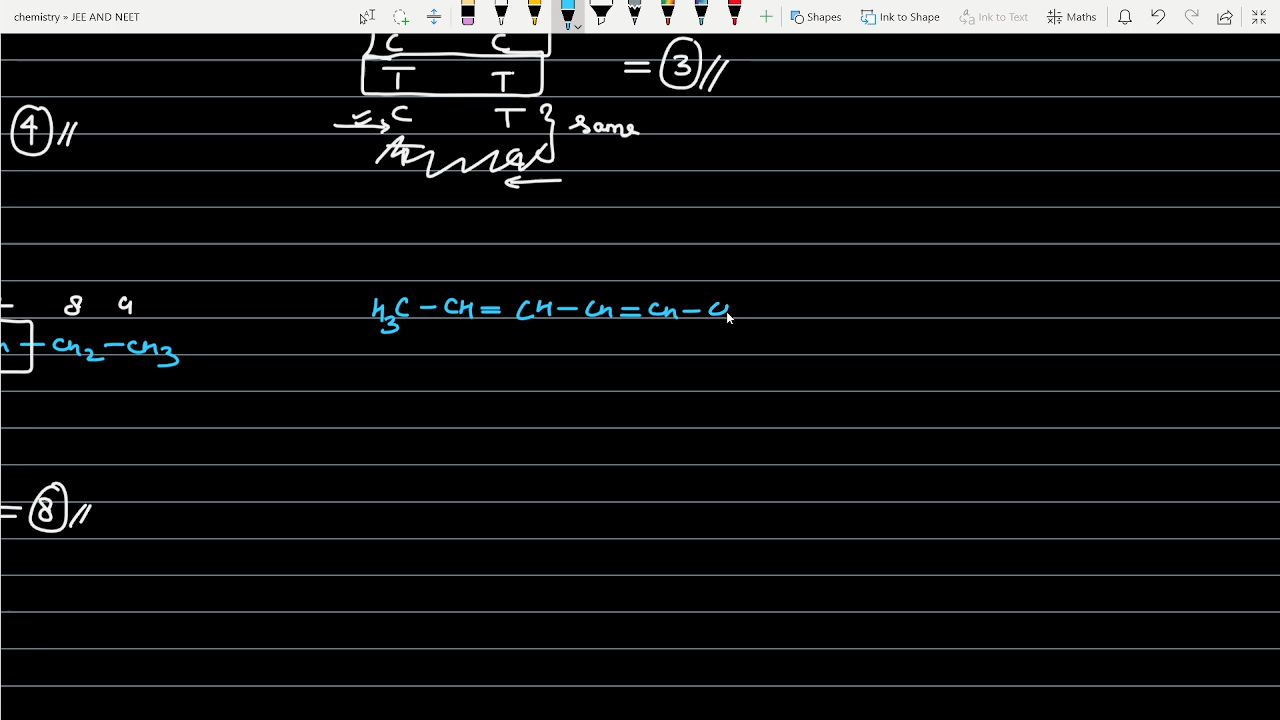 chemistry » JEE AND NEET
Shapes Ink to Shape Ink to Text Maths
C C
T T = 3 //
4 // C T same
8 9
H3C - CH = CH - CH = CH - C
- CH2 - CH3
= 8 //